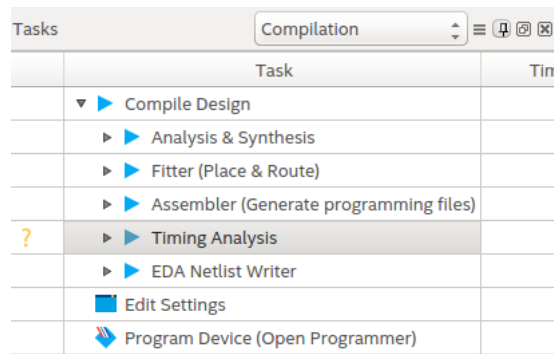 Tasks Compilation
Task Tim
Compile Design
Analysis & Synthesis
Fitter (Place & Route)
Assembler (Generate programming files)
? Timing Analysis
EDA Netlist Writer
Edit Settings
Program Device (Open Programmer)